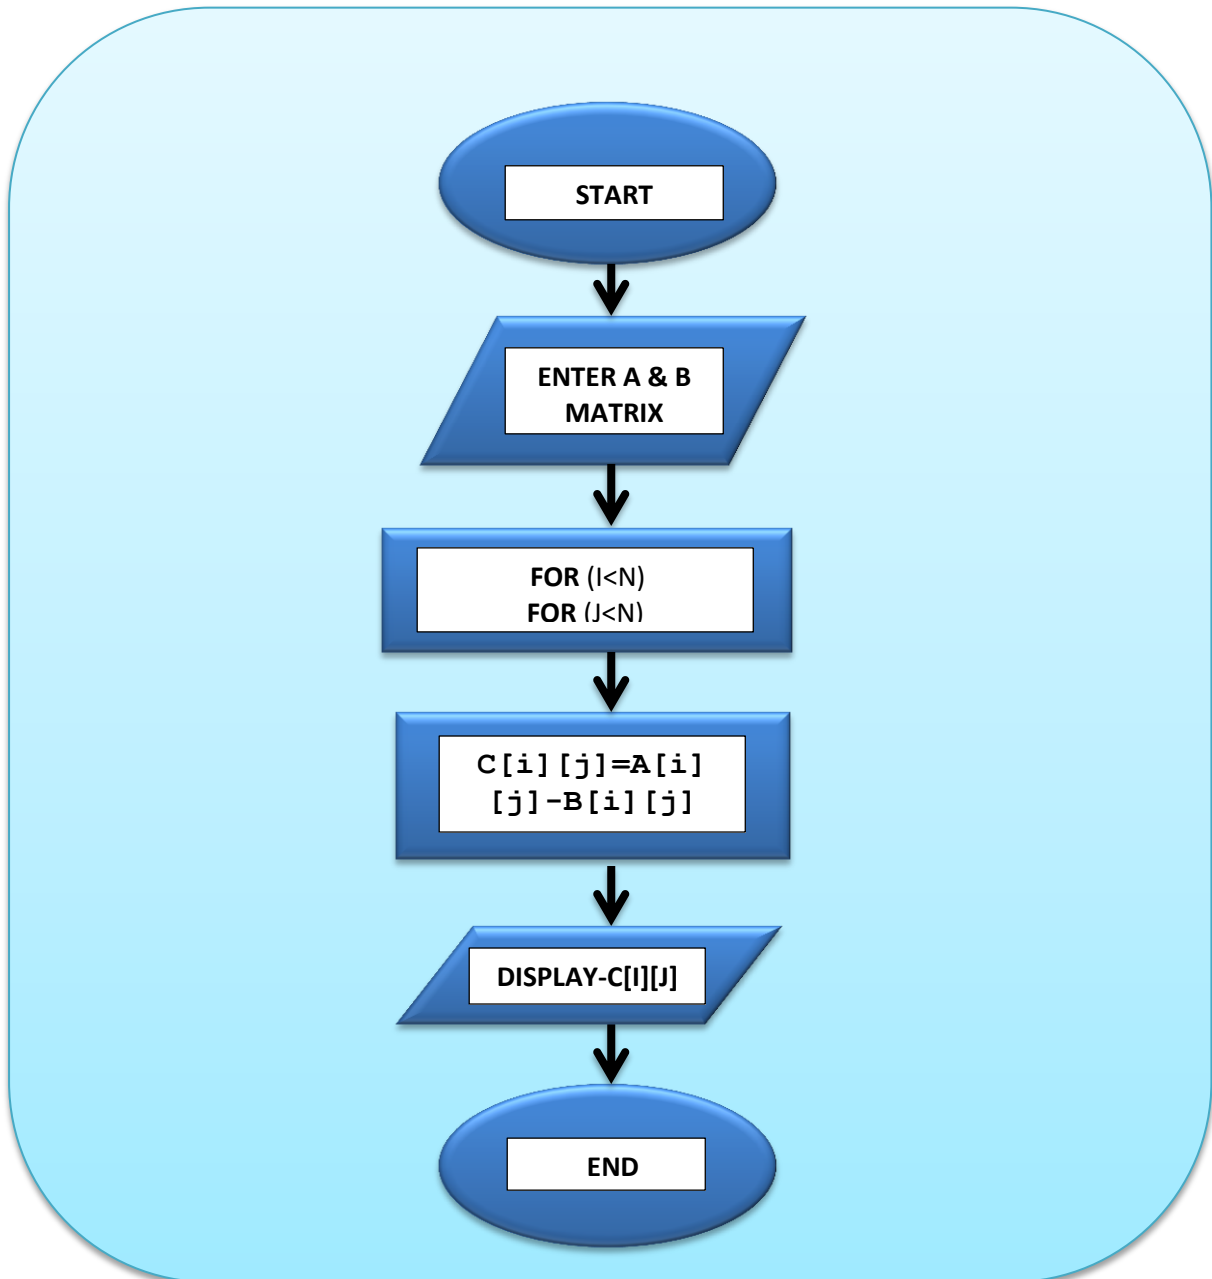 START
ENTER A & B
MATRIX
FOR (I<N)
FOR (J<N)
C[i][j]=A[i]
[j]-B[i][j]
DISPLAY-C[I][J]
END